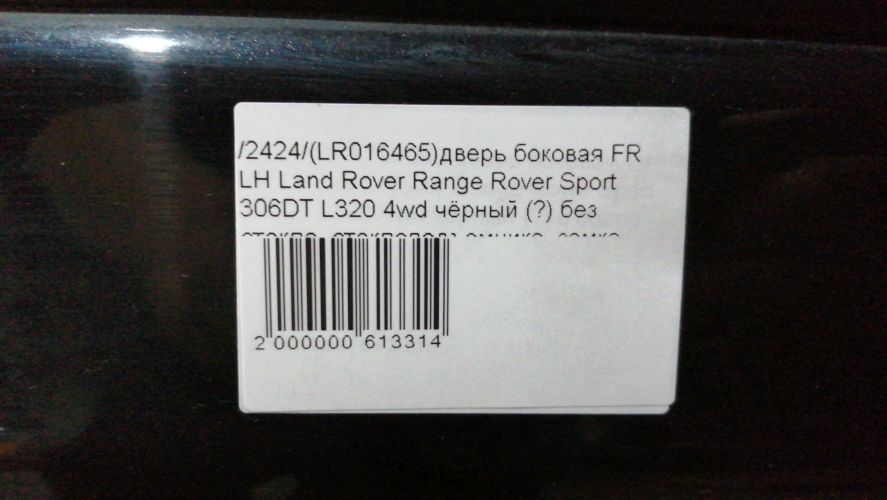 /2424/(LR016465)дверь боковая FR
LH Land Rover Range Rover Sport
306DT L320 4wd чёрный (?) без
2 000000 613314